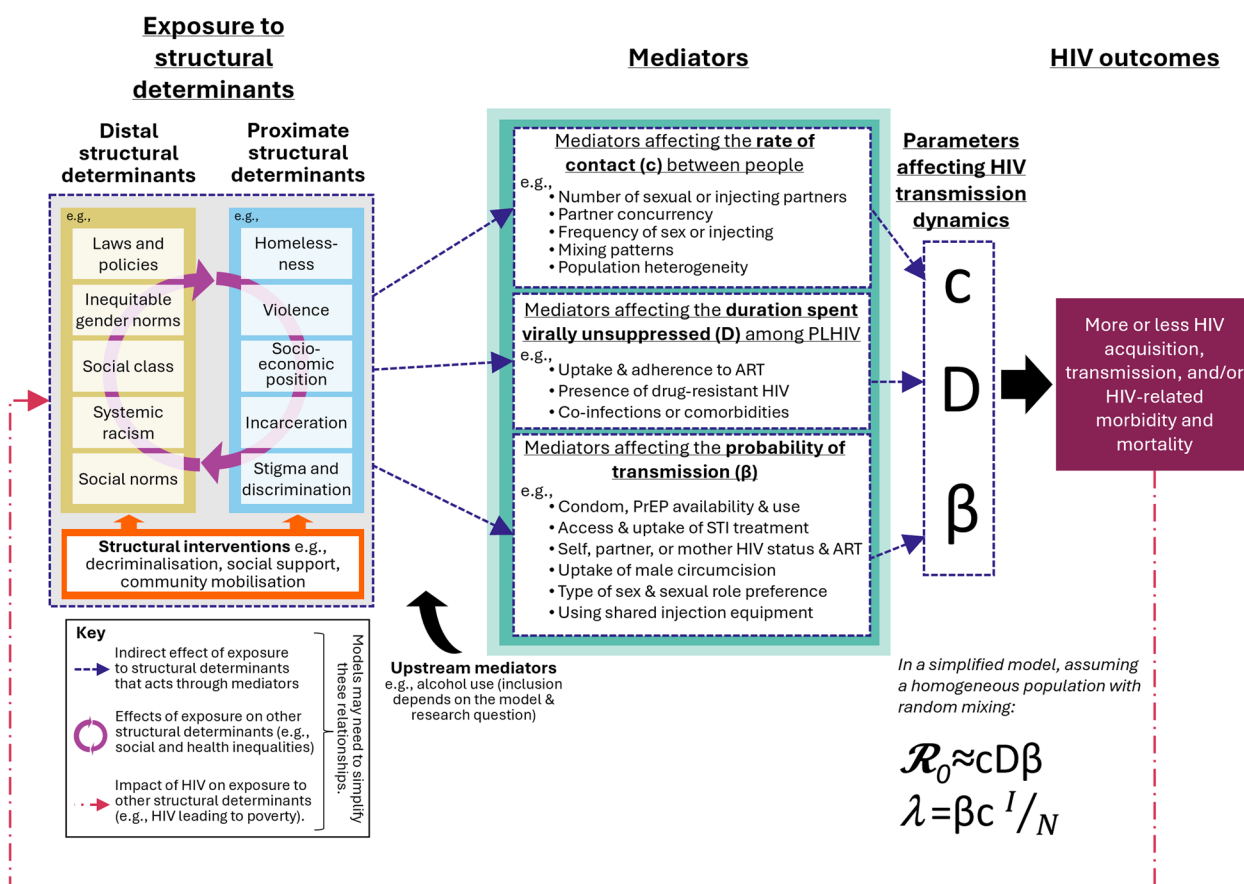 Exposure to
structural
determinants
Mediators
HIV outcomes
Distal
structural
determinants
Proximate
structural
determinants
e.g.,
Laws and
policies
Inequitable
gender norms
Social class
Systemic
racism
Social norms
e.g.,
Homeless-
ness
Violence
Socio-
economic
position
Incarceration
Stigma and
discrimination
Structural interventions e.g.,
decriminalisation, social support,
community mobilisation
Mediators affecting the rate of
contact (c) between people
e.g.,
• Number of sexual or injecting partners
• Partner concurrency
• Frequency of sex or injecting
• Mixing patterns
• Population heterogeneity
Mediators affecting the duration spent
virally unsuppressed (D) among PLHIV
e.g.,
• Uptake & adherence to ART
• Presence of drug-resistant HIV
• Co-infections or comorbidities
Mediators affecting the probability of
transmission (β)
e.g.,
• Condom, PrEP availability & use
• Access & uptake of STI treatment
• Self, partner, or mother HIV status & ART
• Uptake of male circumcision
• Type of sex & sexual role preference
• Using shared injection equipment
Parameters
affecting HIV
transmission
dynamics
c
D
β
More or less HIV
acquisition,
transmission, and/or
HIV-related
morbidity and
mortality
Key
Indirect effect of exposure
to structural determinants
that acts through mediators
Effects of exposure on other
structural determinants (e.g.,
social and health inequalities)
Impact of HIV on exposure to
other structural determinants
(e.g., HIV leading to poverty).
Models may need to simplify
these relationships.
Upstream mediators
e.g., alcohol use (inclusion
depends on the model &
research question)
In a simplified model, assuming
a homogeneous population with
random mixing:
𝓡₀≈cDβ
λ=βc I/N